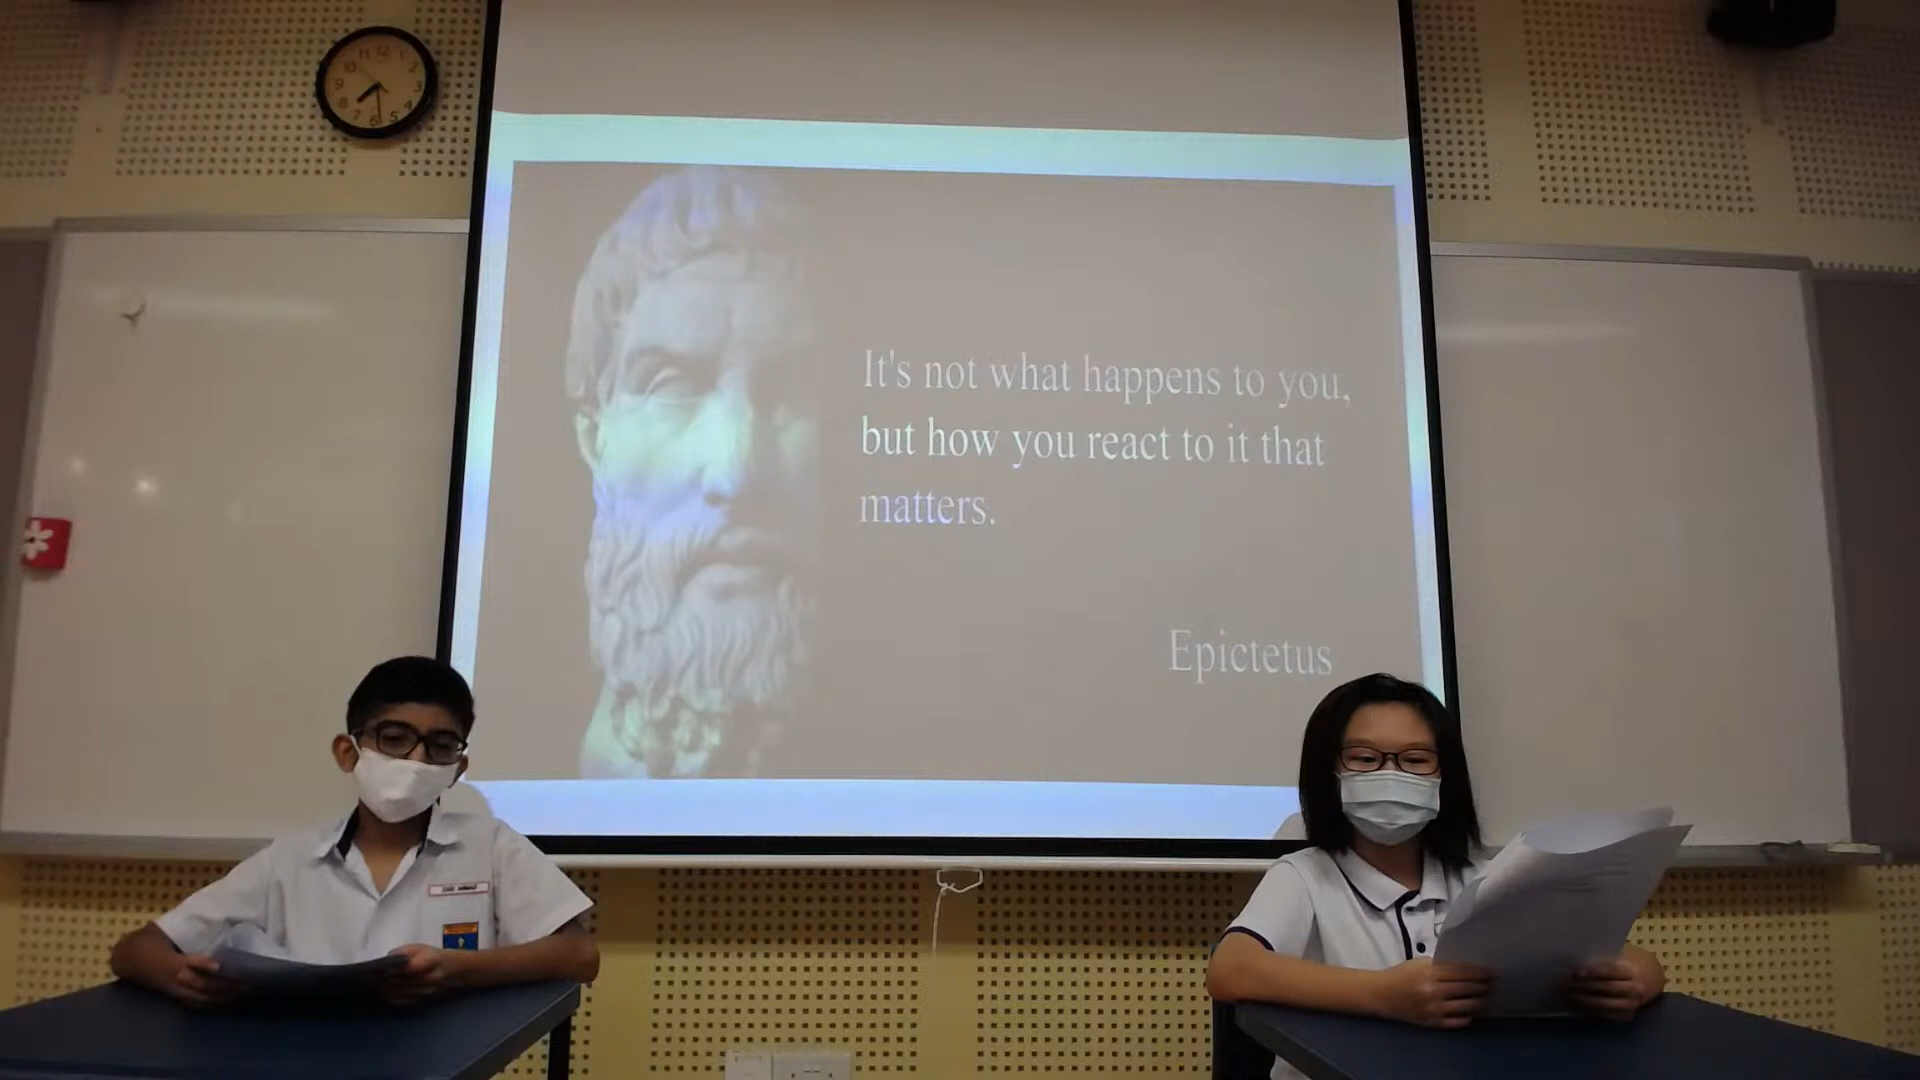 It's not what happens to you,
but how you react to it that
matters.
Epictetus